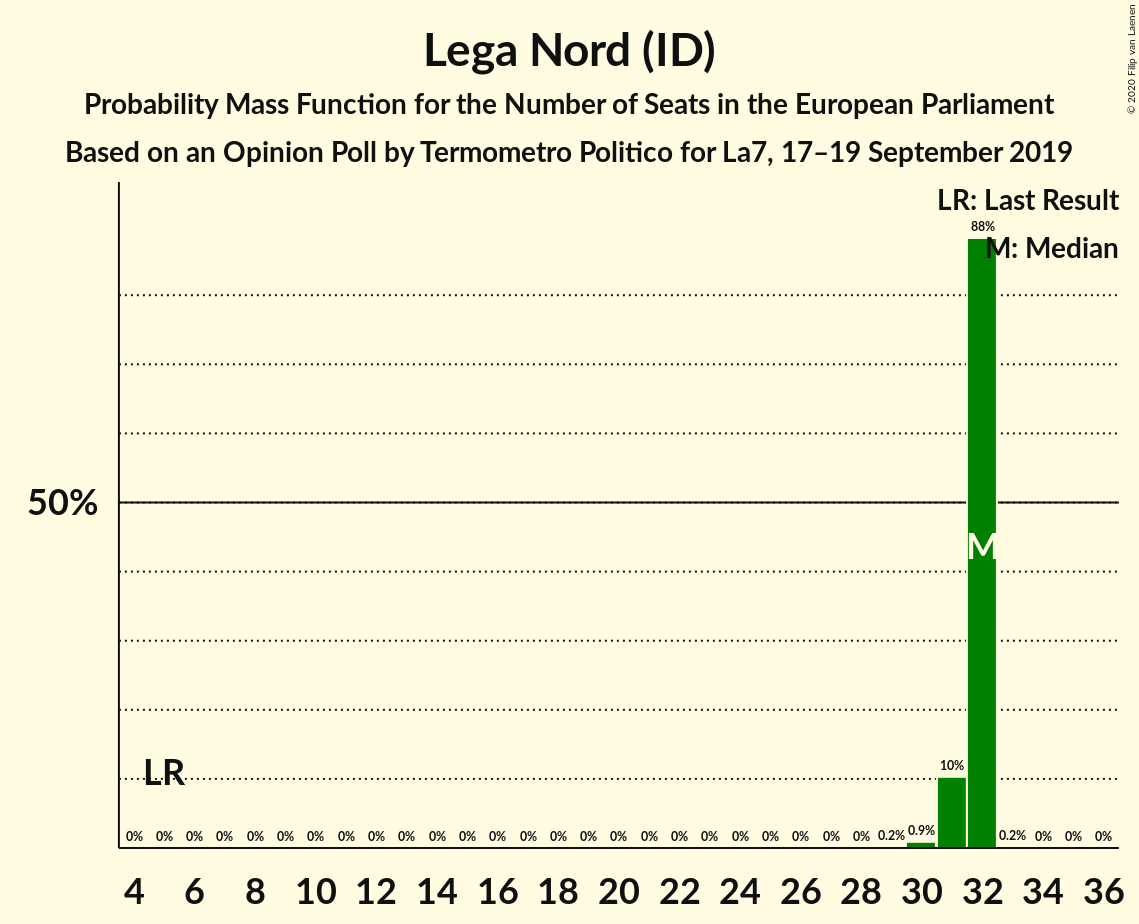 Lega Nord (ID)
Probability Mass Function for the Number of Seats in the European Parliament
Based on an Opinion Poll by Termometro Politico for La7, 17–19 September 2019
© 2020 Filip van Laenen
LR: Last Result
M: Median
88%
50%
M
LR
10%
0% 0% 0% 0% 0% 0% 0% 0% 0% 0% 0% 0% 0% 0% 0% 0% 0% 0% 0% 0% 0% 0% 0% 0% 0% 0.2% 0.9% 0.2% 0% 0% 0%
4 6 8 10 12 14 16 18 20 22 24 26 28 30 32 34 36